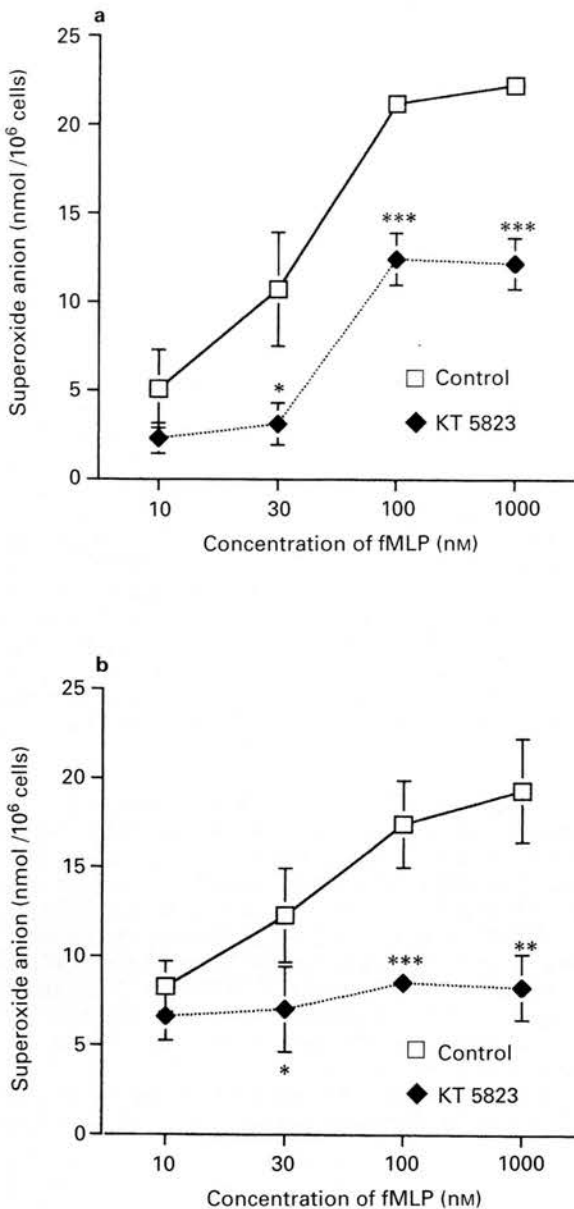 a
Superoxide anion (nmol /10⁶ cells)
25
20
15
10
5
0
***
***
*
Control
KT 5823
10
30
100
1000
Concentration of fMLP (nM)
b
Superoxide anion (nmol /10⁶ cells)
25
20
15
10
5
0
***
**
*
Control
KT 5823
10
30
100
1000
Concentration of fMLP (nM)